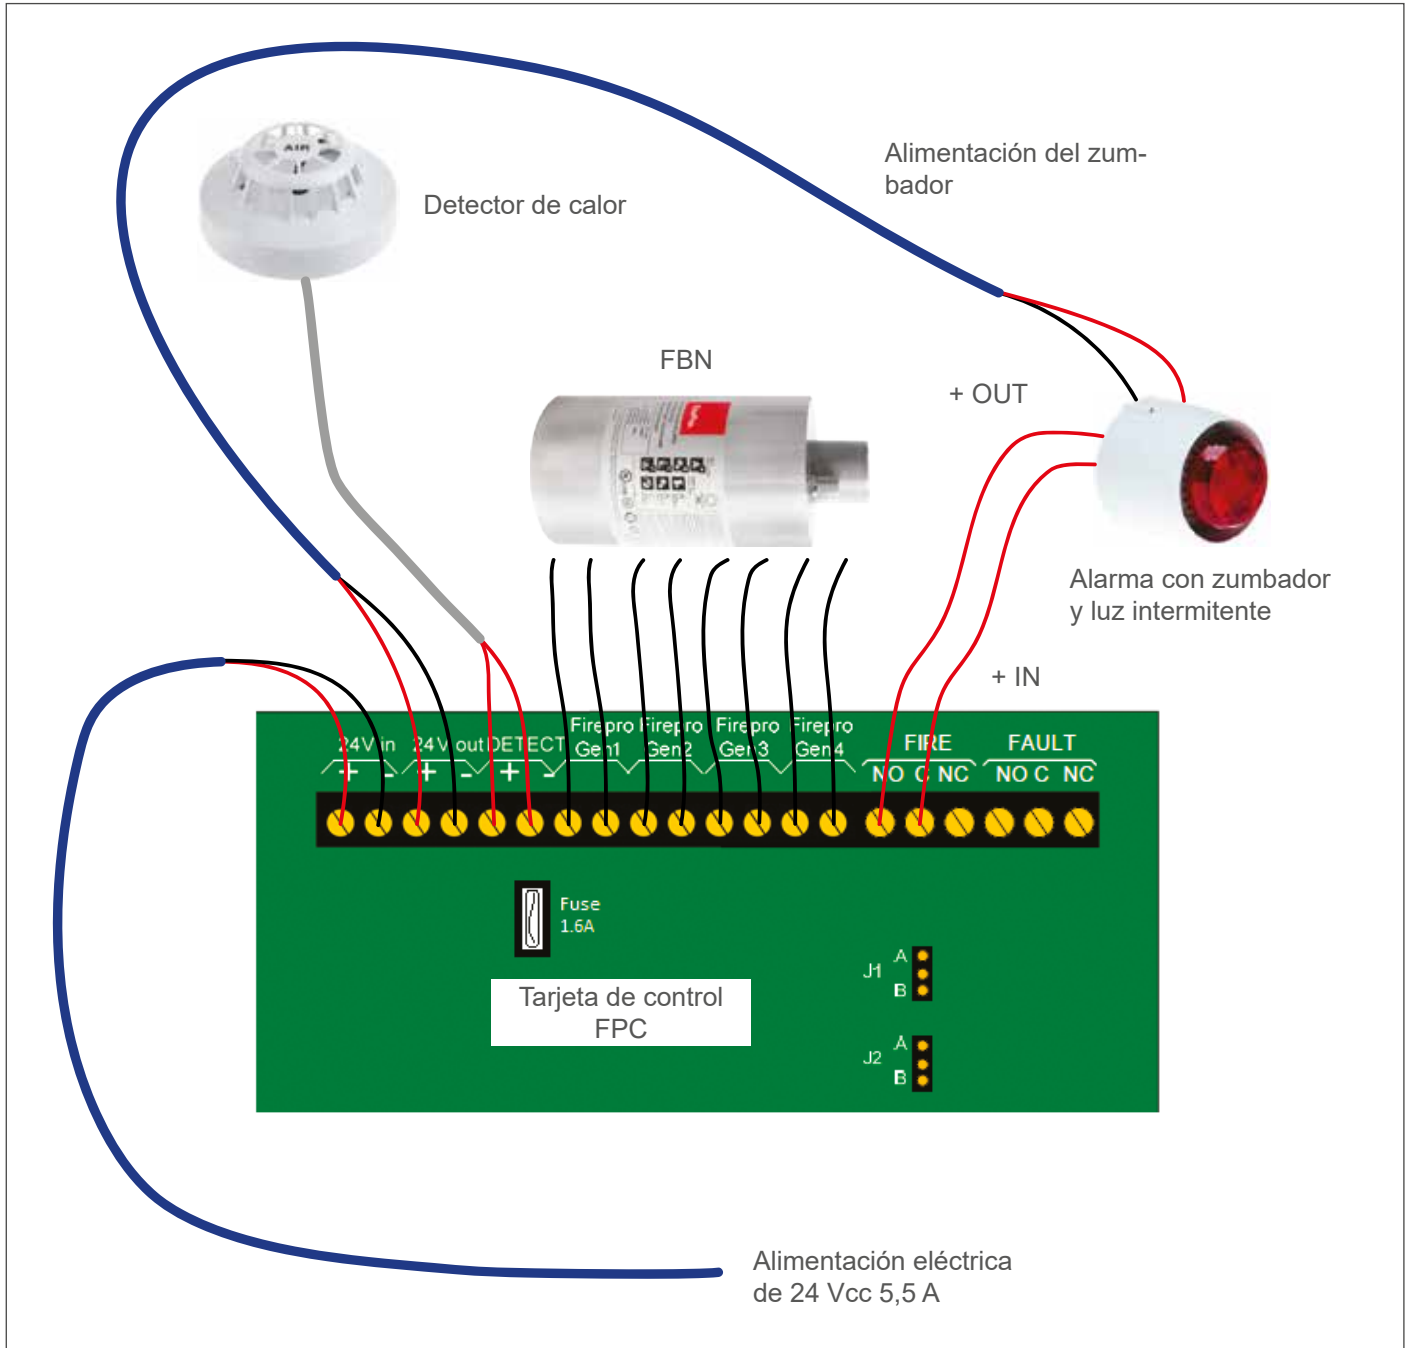 Alimentación del zum-
bador
AIR
Detector de calor
FBN
+ OUT
Alarma con zumbador
y luz intermitente
+ IN
24V in 24V out DETECT Firepro Firepro Firepro Firepro FIRE FAULT
Gen1 Gen2 Gen3 Gen4
+ - + - + - NO C NC NO C NC
Fuse
1.6A
Tarjeta de control
FPC
J1 A
B
J2 A
B
Alimentación eléctrica
de 24 Vcc 5,5 A